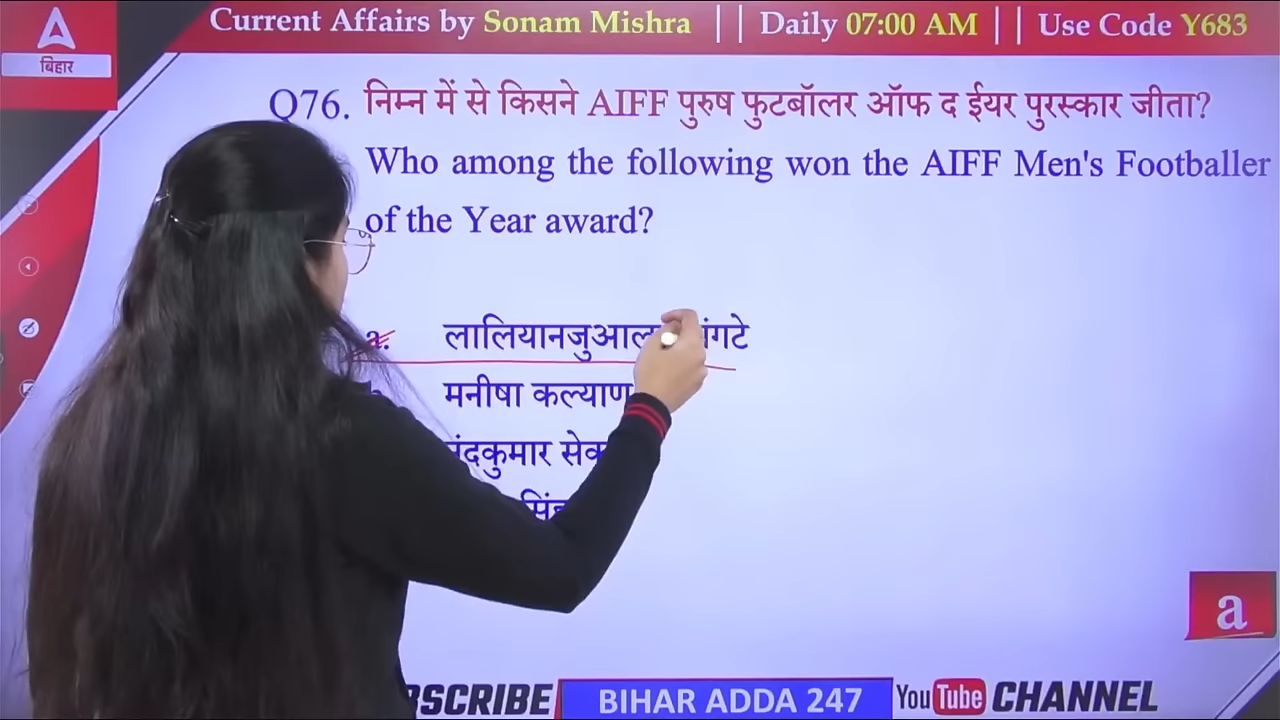 Current Affairs by Sonam Mishra || Daily 07:00 AM || Use Code Y683
बिहार
Q76. निम्न में से किसने AIFF पुरुष फुटबॉलर ऑफ द ईयर पुरस्कार जीता?
Who among the following won the AIFF Men's Footballer
of the Year award?
a.
मनीषा कल्याण
a
BIHAR ADDA 247 YouTube CHANNEL